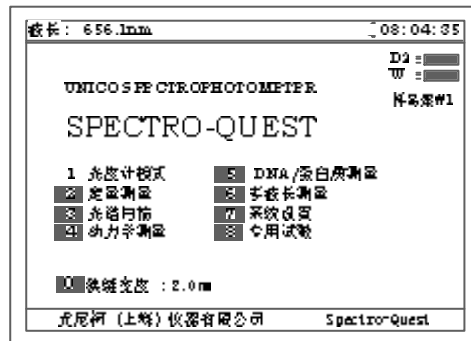 波长: 656.1nm 08:04:35
D2 :
W :
样品架#1
UNICO SPECTROPHOTOMETER
SPECTRO-QUEST
1 光度计模式 5 DNA/蛋白质测量
2 定量测量 6 多波长测量
3 光谱扫描 7 系统设置
4 动力学测量 8 专用试验
0 狭缝宽度 :2.0nm
尤尼柯 (上海) 仪器有限公司 Spectro-Quest